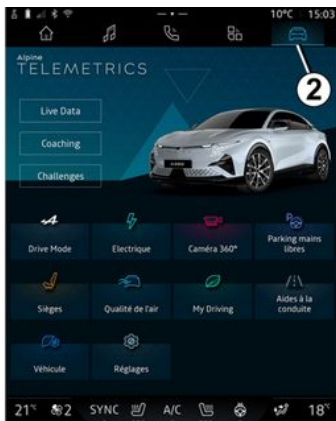 10°C 15:03
2
Alpine
TELEMETRICS
Live Data
Coaching
Challenges
Drive Mode
Electrique
Caméra 360°
Parking mains
libres
Sièges
Qualité de l'air
My Driving
Aides à la
conduite
Véhicule
Réglages
21°C 2 SYNC A/C 18°C